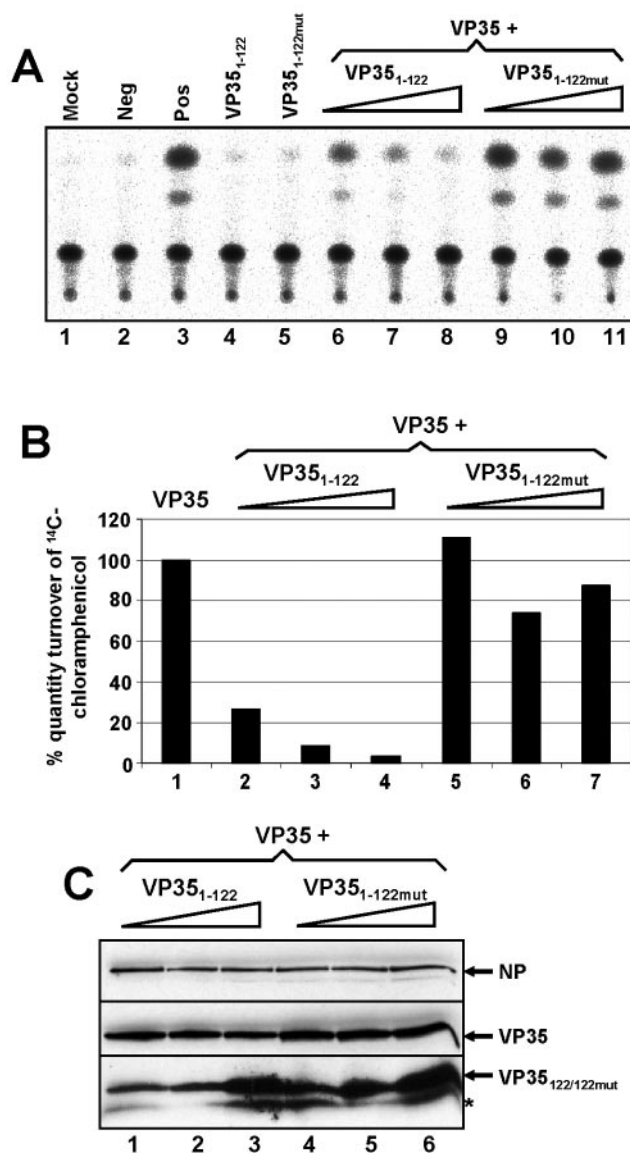 VP35 +
A
Mock
Neg
Pos
VP35₁₋₁₂₂
VP35₁₋₁₂₂mut
VP35₁₋₁₂₂
VP35₁₋₁₂₂mut
1 2 3 4 5 6 7 8 9 10 11
B
VP35 +
VP35
VP35₁₋₁₂₂
VP35₁₋₁₂₂mut
% quantity turnover of ¹⁴C-
chloramphenicol
120
100
80
60
40
20
0
1 2 3 4 5 6 7
VP35 +
C
VP35₁₋₁₂₂
VP35₁₋₁₂₂mut
NP
VP35
VP35₁₂₂/₁₂₂mut
*
1 2 3 4 5 6